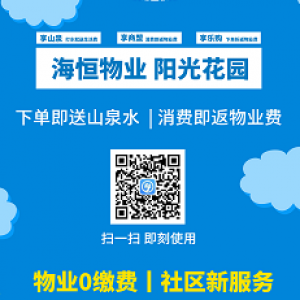 享山泉 享商盟 享乐购
海恒物业 阳光花园
下单即送山泉水 | 消费即返物业费
扫一扫 即刻使用
物业0缴费 | 社区新服务